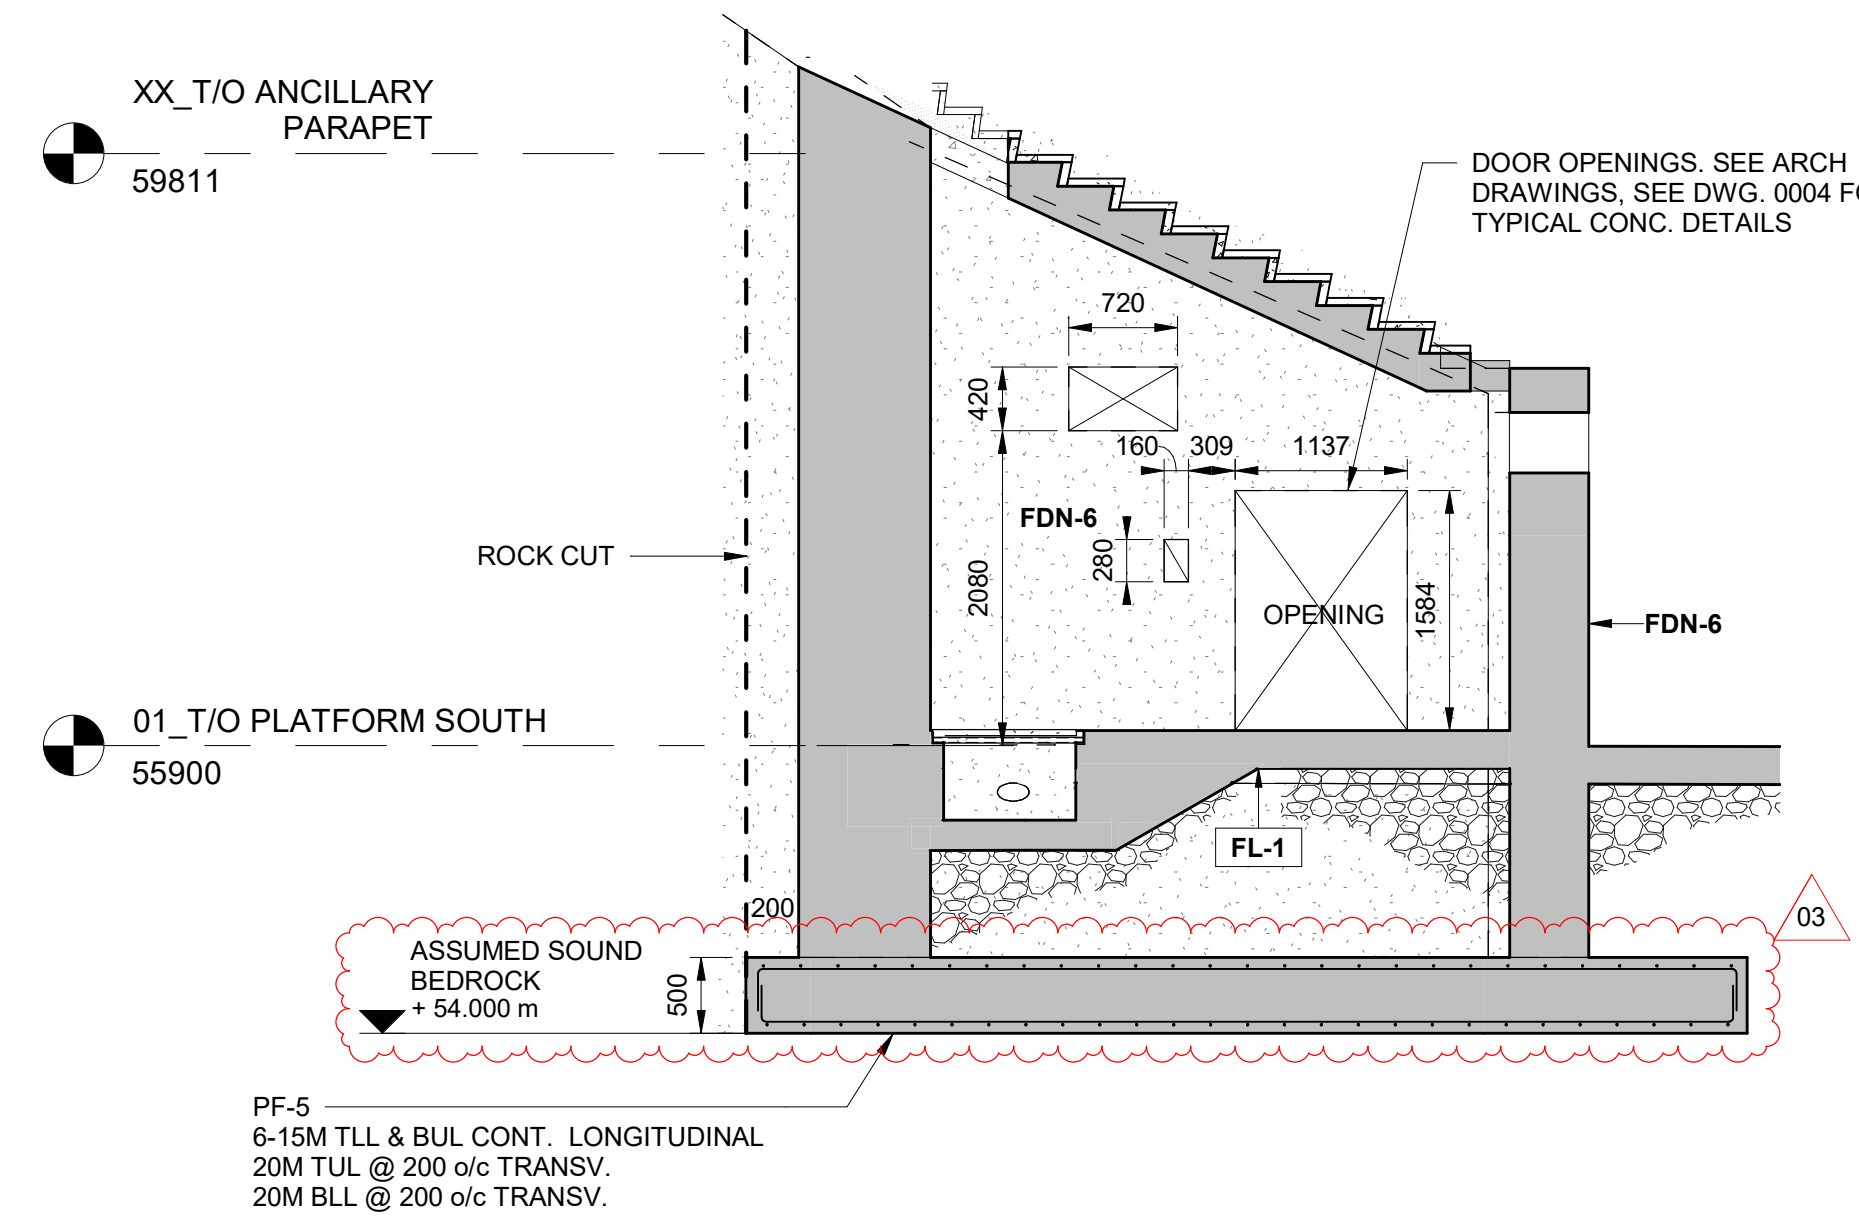 XX_T/O ANCILLARY
PARAPET
59811
DOOR OPENINGS. SEE ARCH
DRAWINGS, SEE DWG. 0004
TYPICAL CONC. DETAILS
720
420
160 309 1137
FDN-6
280
2080
1584
OPENING
ROCK CUT
FDN-6
01_T/O PLATFORM SOUTH
55900
FL-1
200
03
ASSUMED SOUND
BEDROCK
+ 54.000 m
500
PF-5
6-15M TLL & BUL CONT. LONGITUDINAL
20M TUL @ 200 o/c TRANSV.
20M BLL @ 200 o/c TRANSV.